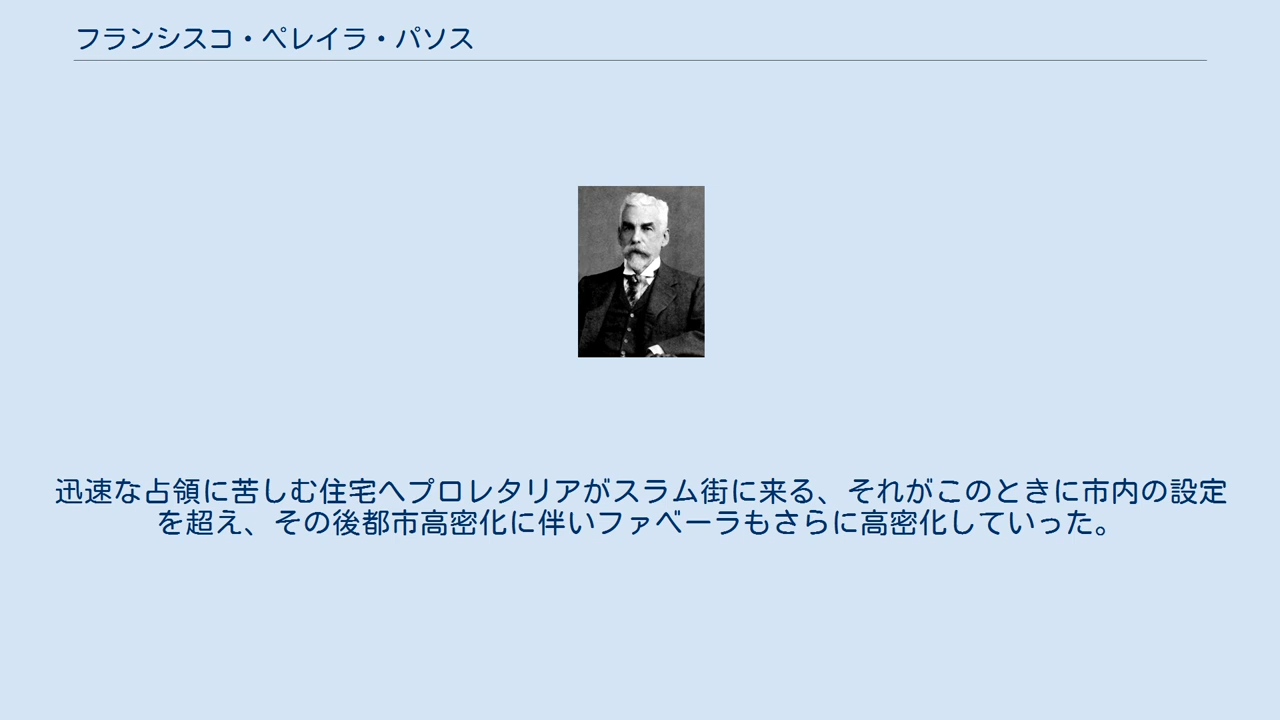 フランシスコ・ペレイラ・パソス
迅速な占領に苦しむ住宅へプロレタリアがスラム街に来る、それがこのときに市内の設定
を超え、その後都市高密化に伴いファベーラもさらに高密化していった。